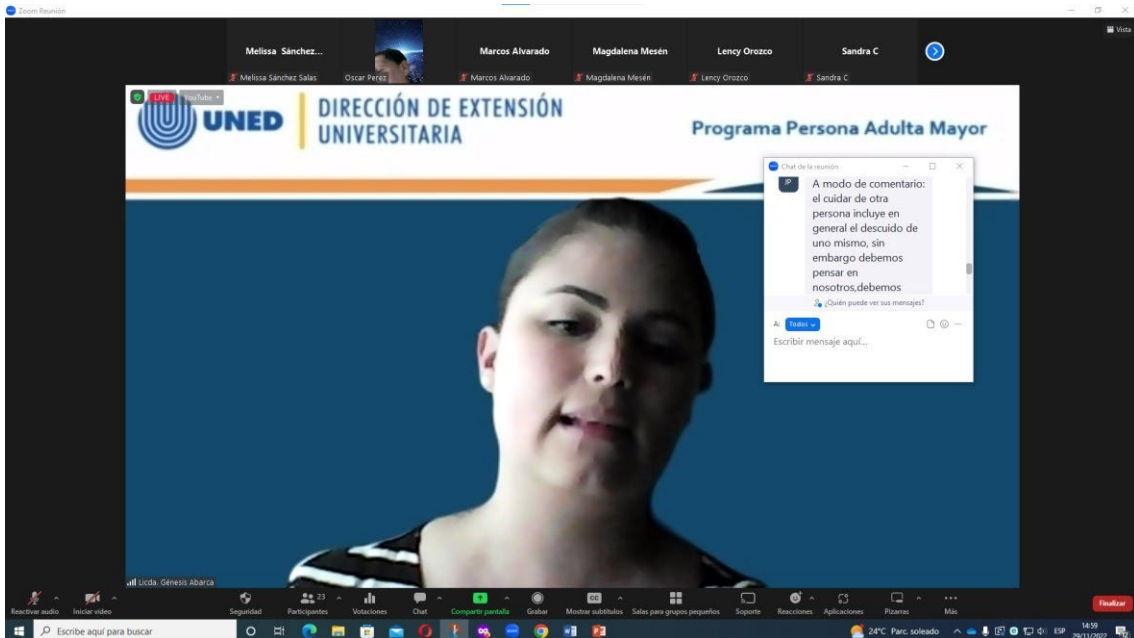 Zoom Reunión
Vista
Melissa Sánchez...
Marcos Alvarado
Magdalena Mesén
Lency Orozco
Sandra C
Melissa Sánchez Salas
Oscar Perez
Marcos Alvarado
Magdalena Mesén
Lency Orozco
Sandra C
LIVE
YouTube
UNED
DIRECCIÓN DE EXTENSIÓN
UNIVERSITARIA
Programa Persona Adulta Mayor
Chat de la reunión
JP
A modo de comentario:
el cuidar de otra
persona incluye en
general el descuido de
uno mismo, sin
embargo debemos
pensar en
nosotros,debemos
¿Quién puede ver sus mensajes?
A: Todos
Escribir mensaje aquí...
Licda. Génesis Abarca
Reactivar audio
Iniciar video
Seguridad
23
Participantes
Votaciones
Chat
Compartir pantalla
Grabar
CC
Mostrar subtítulos
Salas para grupos pequeños
Soporte
Reacciones
Aplicaciones
Pizarras
Más
Finalizar
Escribe aquí para buscar
24°C Parc. soleado
ESP
14:59
29/11/2022